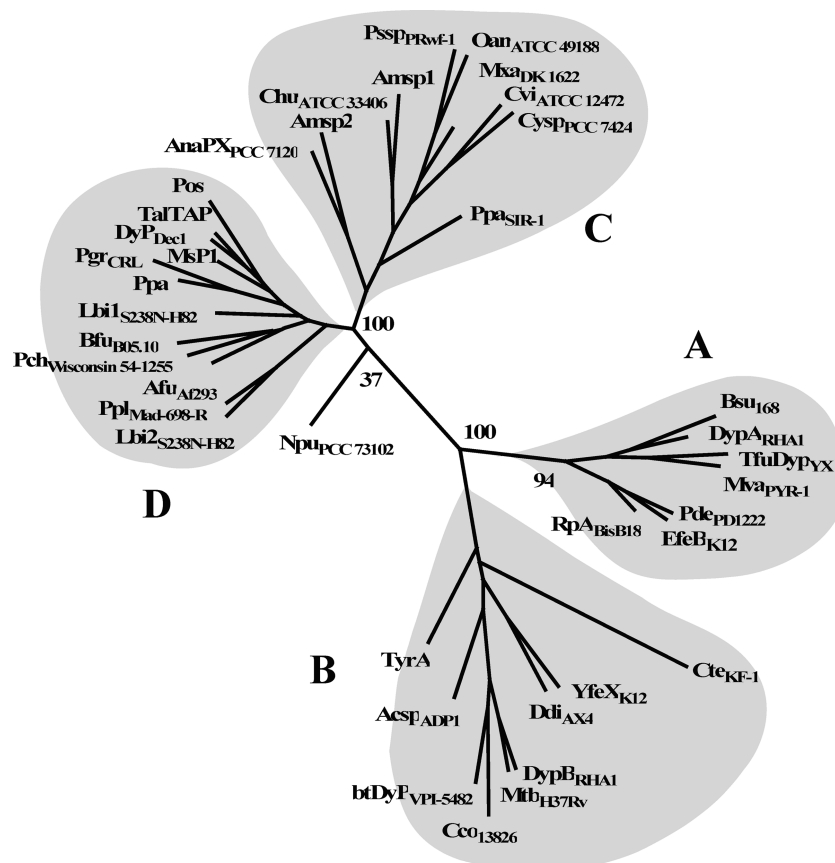 Pssp PRwf-1
Oan ATCC 49188
Amsp1
Mxa DK 1622
Chu ATCC 33406
Cvi ATCC 12472
Amsp2
Cysp PCC 7424
AnaPX PCC 7120
Pos
TalTAP
Ppa SIR-1
C
DyP Dec1
Pgr CRL
MsP1
Ppa
Lbi1 S238N-H82
100
Bfu B05.10
A
Pch Wisconsin 54-1255
37
Afu Af293
Bsu 168
Ppl Mad-698-R
100
DypA RHA1
Lbi2 S238N-H82
Npu PCC 73102
TfuDyp YX
94
Mva PYR-1
D
Pde PD1222
RpA BisB18
EfeB K12
TyrA
B
Cte KF-1
YfeX K12
Acsp ADP1
Ddi AX4
DypB RHA1
btDyP VPI-5482
Mtb H37Rv
Cco 13826